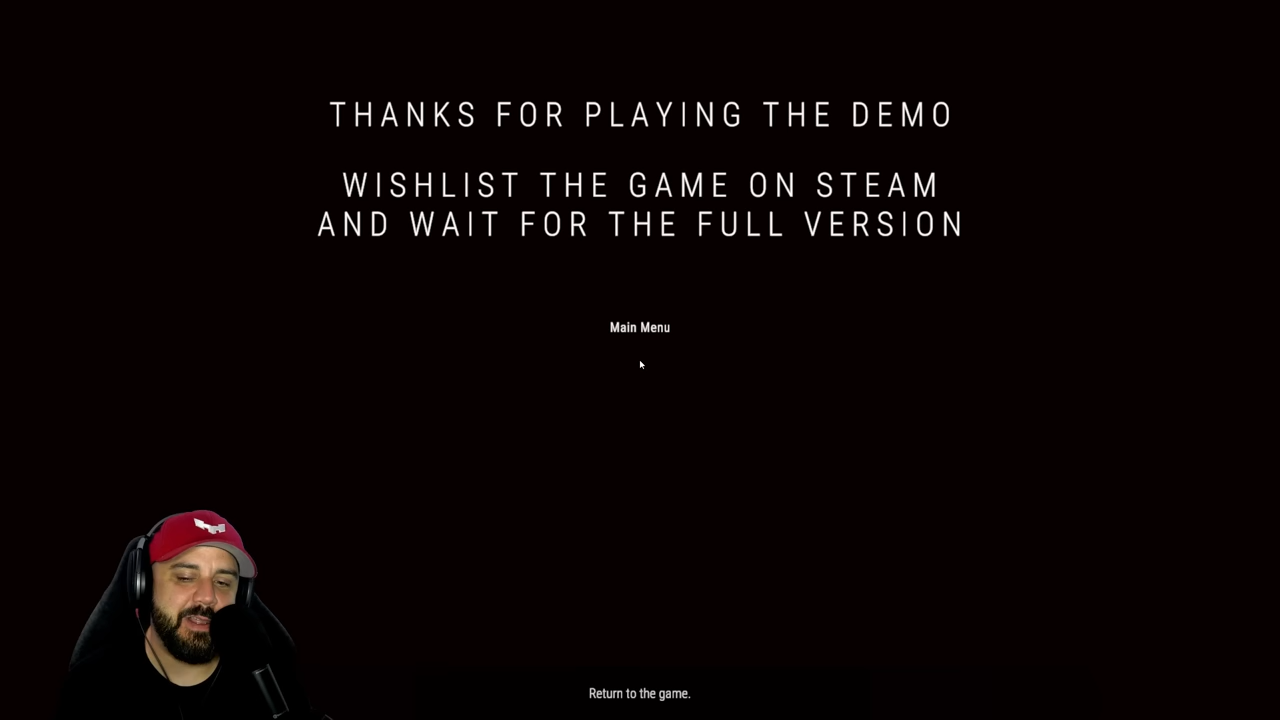 THANKS FOR PLAYING THE DEMO
WISHLIST THE GAME ON STEAM
AND WAIT FOR THE FULL VERSION
Main Menu
Return to the game.